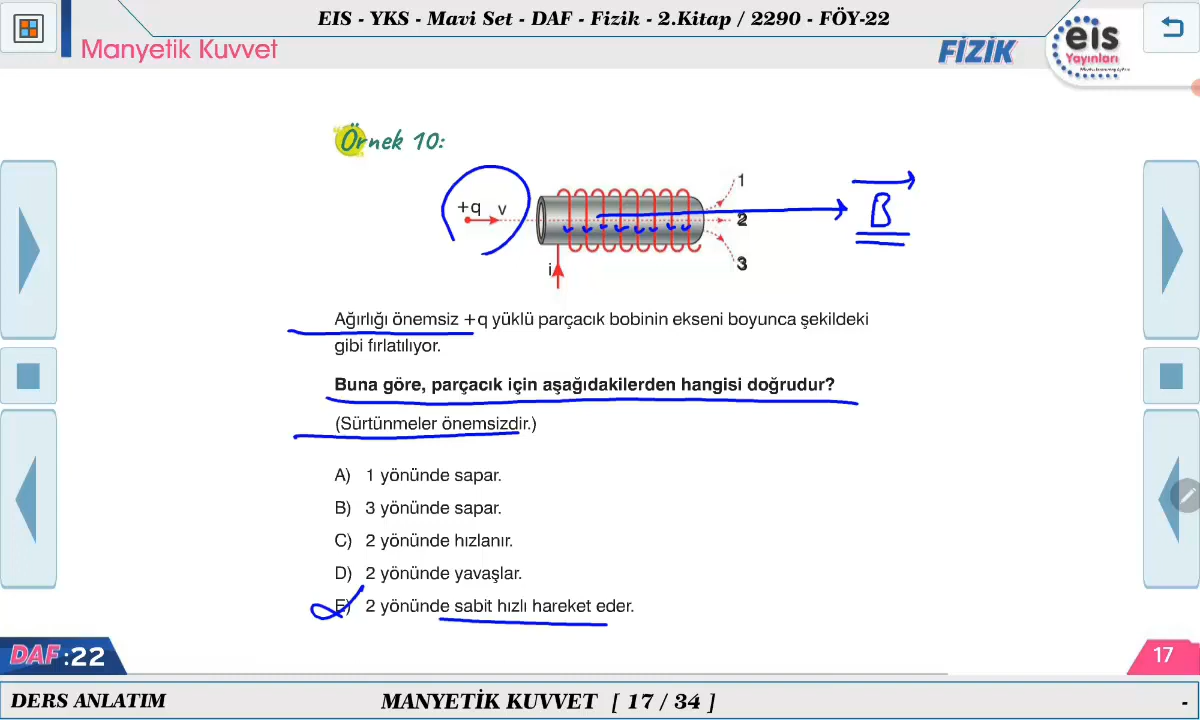 EIS - YKS - Mavi Set - DAF - Fizik - 2.Kitap / 2290 - FÖY-22
Manyetik Kuvvet
FİZİK
eis
Yayınları
Örnek 10:
+q
v
i
1
2
3
B
Ağırlığı önemsiz +q yüklü parçacık bobinin ekseni boyunca şekildeki
gibi fırlatılıyor.
Buna göre, parçacık için aşağıdakilerden hangisi doğrudur?
(Sürtünmeler önemsizdir.)
A) 1 yönünde sapar.
B) 3 yönünde sapar.
C) 2 yönünde hızlanır.
D) 2 yönünde yavaşlar.
E) 2 yönünde sabit hızlı hareket eder.
DAF:22
17
DERS ANLATIM
MANYETİK KUVVET [ 17 / 34 ]
-